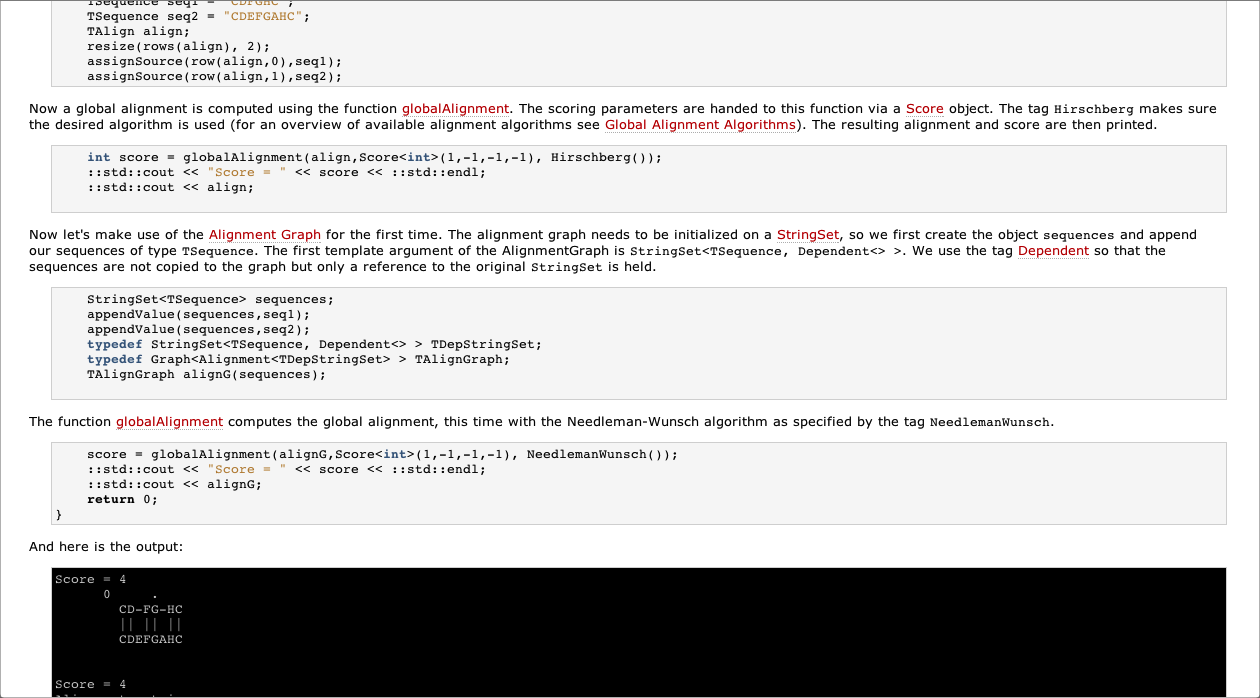 TSequence seq1 = "CDFGHC";
TSequence seq2 = "CDEFGAHC";
TAlign align;
resize(rows(align), 2);
assignSource(row(align,0),seq1);
assignSource(row(align,1),seq2);
Now a global alignment is computed using the function globalAlignment. The scoring parameters are handed to this function via a Score object. The tag Hirschberg makes sure
the desired algorithm is used (for an overview of available alignment algorithms see Global Alignment Algorithms). The resulting alignment and score are then printed.
int score = globalAlignment(align,Score<int>(1,-1,-1,-1), Hirschberg());
::std::cout << "Score = " << score << ::std::endl;
::std::cout << align;
Now let's make use of the Alignment Graph for the first time. The alignment graph needs to be initialized on a StringSet, so we first create the object sequences and append
our sequences of type TSequence. The first template argument of the AlignmentGraph is StringSet<TSequence, Dependent<> >. We use the tag Dependent so that the
sequences are not copied to the graph but only a reference to the original StringSet is held.
StringSet<TSequence> sequences;
appendValue(sequences,seq1);
appendValue(sequences,seq2);
typedef StringSet<TSequence, Dependent<> > TDepStringSet;
typedef Graph<Alignment<TDepStringSet> > TAlignGraph;
TAlignGraph alignG(sequences);
The function globalAlignment computes the global alignment, this time with the Needleman-Wunsch algorithm as specified by the tag NeedlemanWunsch.
score = globalAlignment(alignG,Score<int>(1,-1,-1,-1), NeedlemanWunsch());
::std::cout << "Score = " << score << ::std::endl;
::std::cout << alignG;
return 0;
}
And here is the output:
Score = 4
0 .
CD-FG-HC
|| || ||
CDEFGAHC
Score = 4